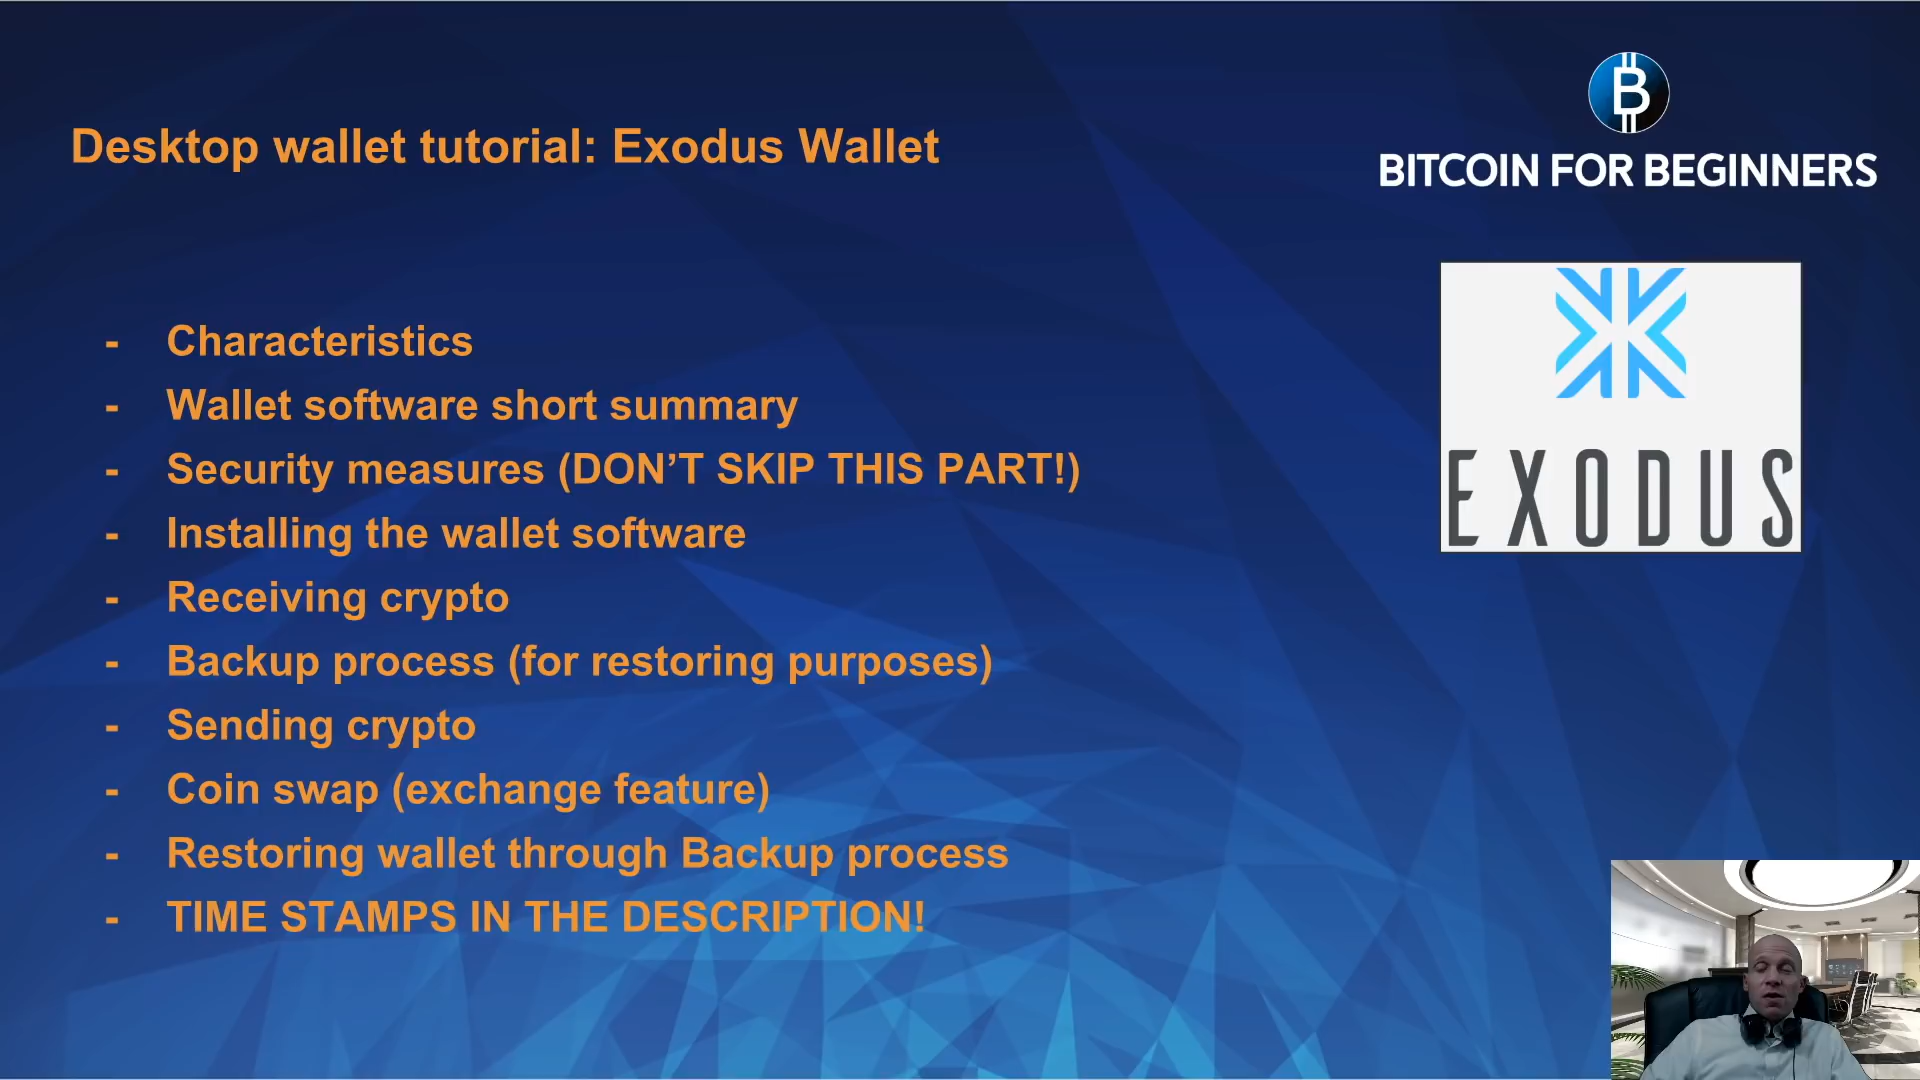 BITCOIN FOR BEGINNERS
Desktop wallet tutorial: Exodus Wallet
EXODUS
- Characteristics
- Wallet software short summary
- Security measures (DON’T SKIP THIS PART!)
- Installing the wallet software
- Receiving crypto
- Backup process (for restoring purposes)
- Sending crypto
- Coin swap (exchange feature)
- Restoring wallet through Backup process
- TIME STAMPS IN THE DESCRIPTION!